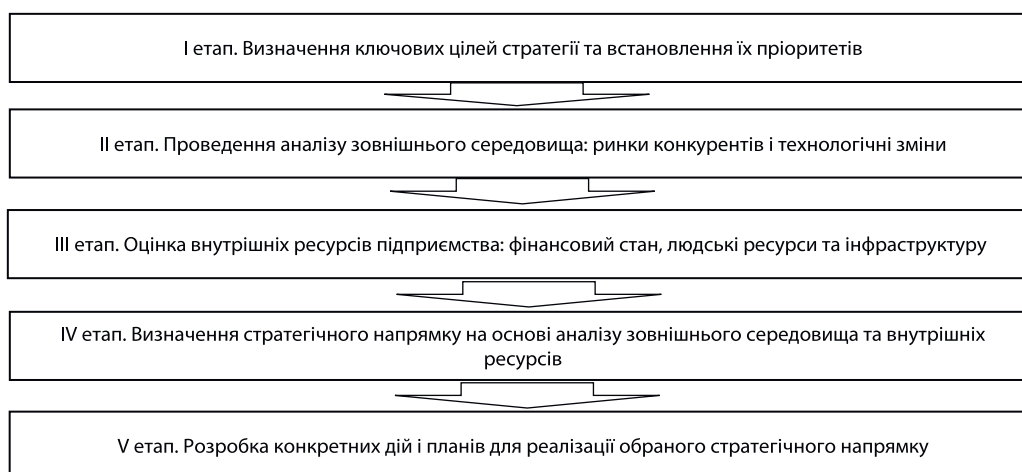 І етап. Визначення ключових цілей стратегії та встановлення їх пріоритетів
ІІ етап. Проведення аналізу зовнішнього середовища: ринки конкурентів і технологічні зміни
ІІІ етап. Оцінка внутрішніх ресурсів підприємства: фінансовий стан, людські ресурси та інфраструктуру
IV етап. Визначення стратегічного напрямку на основі аналізу зовнішнього середовища та внутрішніх
ресурсів
V етап. Розробка конкретних дій і планів для реалізації обраного стратегічного напрямку